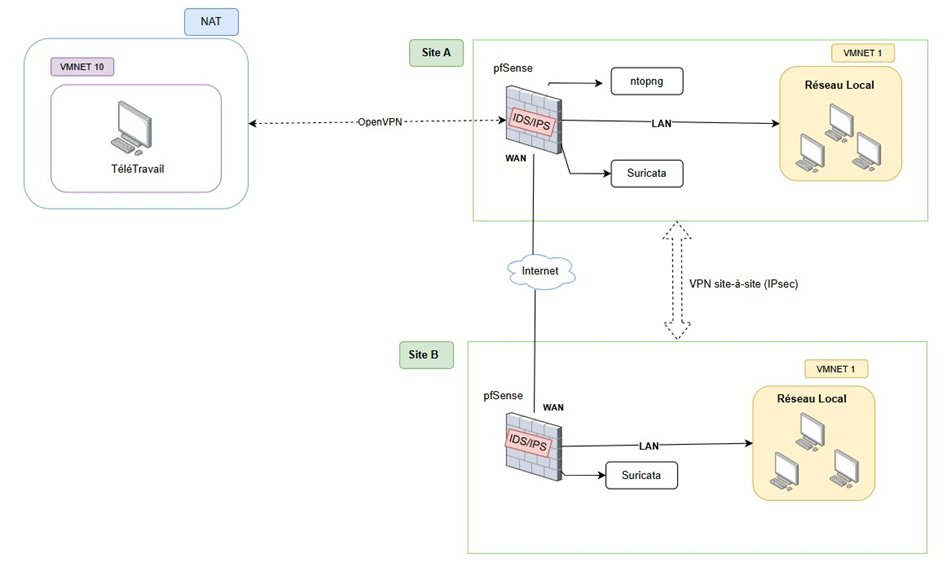 NAT
VMNET 10
TéléTravail
OpenVPN
Site A
pfSense
IDS/IPS
WAN
ntopng
LAN
Suricata
VMNET 1
Réseau Local
Internet
VPN site-à-site (IPsec)
Site B
pfSense
WAN
IDS/IPS
LAN
Suricata
VMNET 1
Réseau Local